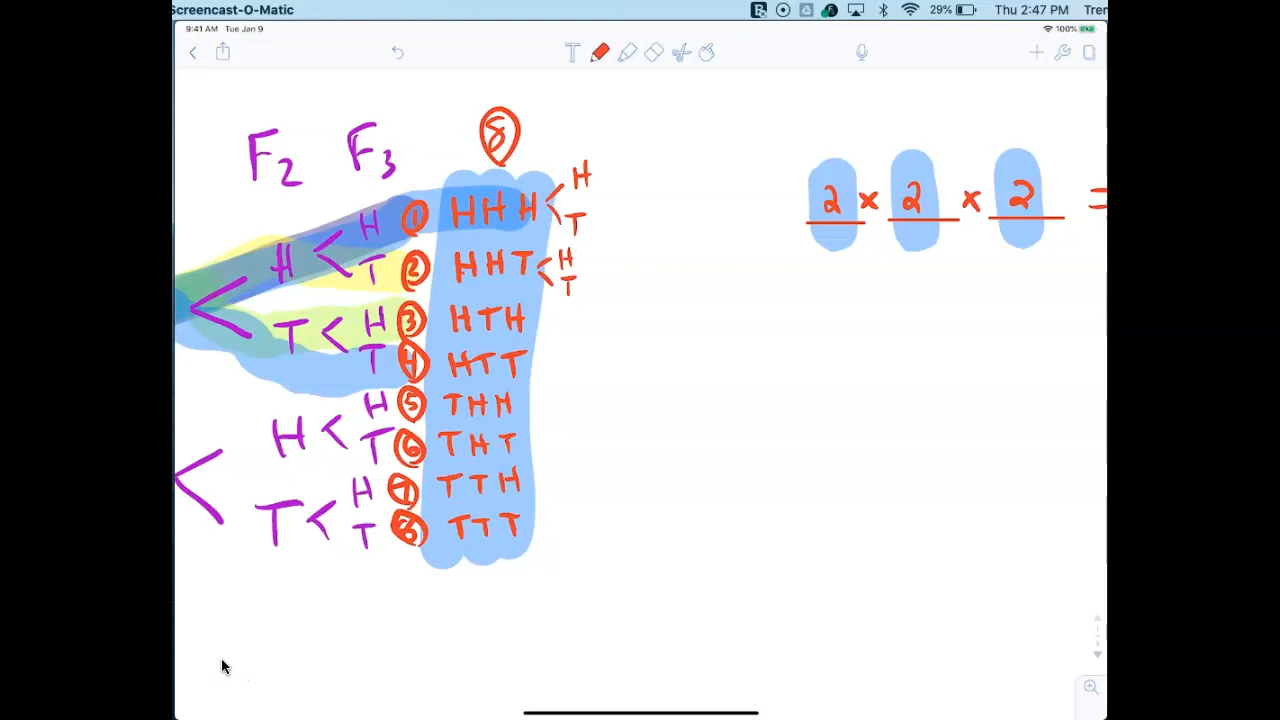 Screencast-O-Matic
29% Thu 2:47 PM Tren
9:41 AM Tue Jan 9
100%
T
F2 F3 8
2 × 2 × 2 =
H
H T
H ① HHH
H < T ② HHT < H T
T < H ③ HTH
T ④ HTT
H < H ⑤ THH
T ⑥ THT
T < H ⑦ TTH
T ⑧ TTT